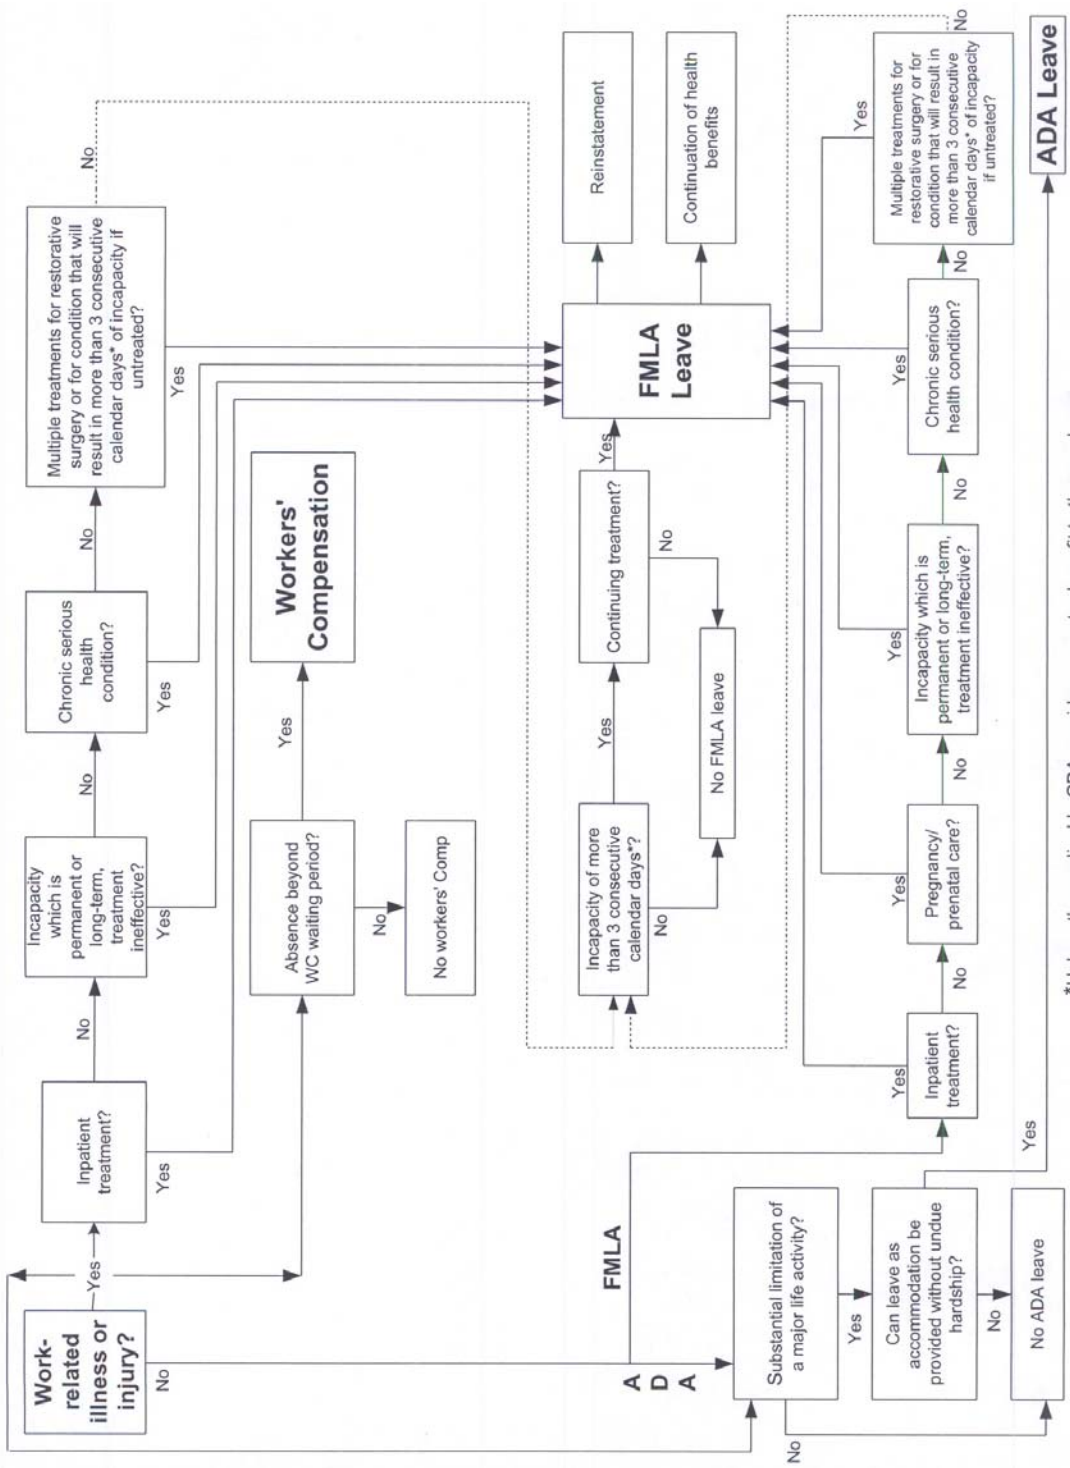 Work-
related
illness or
injury?
Yes
No
Inpatient
treatment?
No
Yes
Incapacity
which is
permanent or
long-term,
treatment
ineffective?
No
Yes
Chronic serious
health
condition?
No
Yes
Multiple treatments for restorative
surgery or for condition that will
result in more than 3 consecutive
calendar days* of incapacity if
untreated?
No
Yes
Absence beyond
WC waiting period?
Yes
No
Workers'
Compensation
No workers' Comp
Incapacity of more
than 3 consecutive
calendar days*?
Yes
No
Continuing treatment?
Yes
No
No FMLA leave
FMLA
Leave
Reinstatement
Continuation of health
benefits
FMLA
A
D
A
Inpatient
treatment?
Yes
No
Pregnancy/
prenatal care?
Yes
No
Incapacity which is
permanent or long-term,
treatment ineffective?
Yes
No
Chronic serious
health condition?
Yes
No
Multiple treatments for
restorative surgery or for
condition that will result in
more than 3 consecutive
calendar days* of incapacity
if untreated?
Yes
No
Substantial limitation of
a major life activity?
Yes
No
Can leave as
accommodation be
provided without undue
hardship?
Yes
No
No ADA leave
ADA Leave